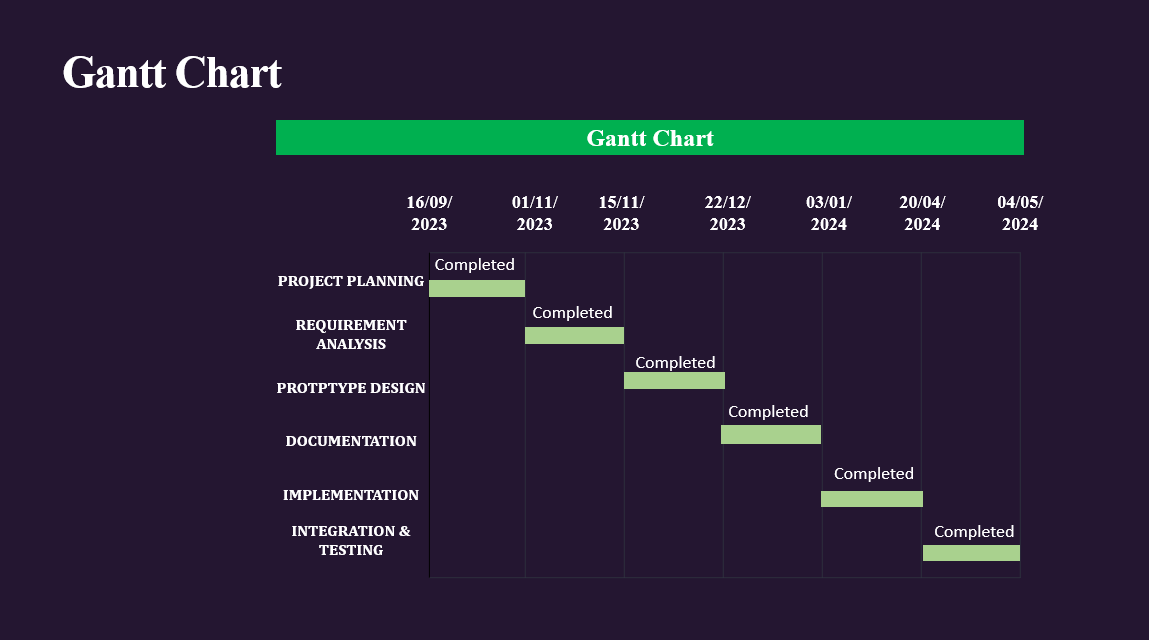 Gantt Chart
Gantt Chart
16/09/ 01/11/ 15/11/ 22/12/ 03/01/ 20/04/ 04/05/
2023 2023 2023 2023 2024 2024 2024
Completed
PROJECT PLANNING
Completed
REQUIREMENT
ANALYSIS
Completed
PROTPTYPE DESIGN
Completed
DOCUMENTATION
Completed
IMPLEMENTATION
Completed
INTEGRATION &
TESTING